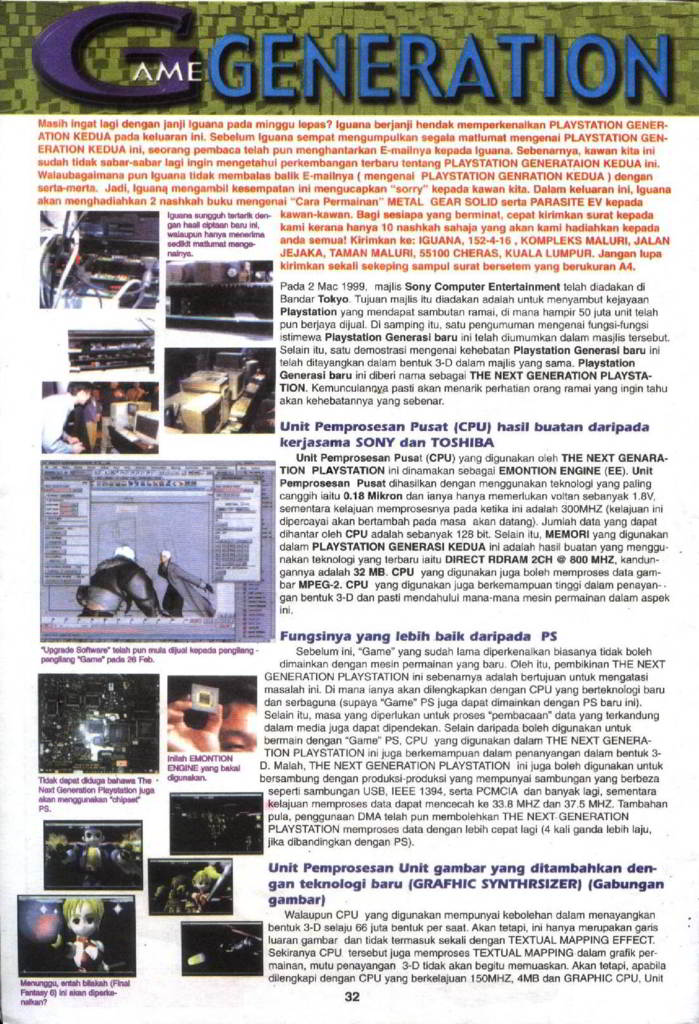 GAME GENERATION
Masih ingat lagi dengan janji Iguana pada minggu lepas? Iguana berjanji hendak memperkenalkan PLAYSTATION GENER-
ATION KEDUA pada keluaran ini. Sebelum Iguana sempat mengumpulkan segala matlumat mengenai PLAYSTATION GEN-
ERATION KEDUA ini, seorang pembaca telah pun menghantarkan E-mailnya kepada Iguana. Sebenarnya, kawan kita ini
sudah tidak sabar-sabar lagi ingin mengetahui perkembangan terbaru tentang PLAYSTATION GENERATAION KEDUA ini.
Walaubagaimana pun Iguana tidak membalas balik E-mailnya ( mengenai PLAYSTATION GENRATION KEDUA ) dengan
serta-merta. Jadi, Iguana mengambil kesempatan ini mengucapkan "sorry" kepada kawan kita. Dalam keluaran ini, Iguana
akan menghadiahkan 2 nashkah buku mengenai "Cara Permainan" METAL GEAR SOLID serta PARASITE EV kepada
kawan-kawan. Bagi sesiapa yang berminat, cepat kirimkan surat kepada
kami kerana hanya 10 nashkah sahaja yang akan kami hadiahkan kepada
anda semua! Kirimkan ke: IGUANA, 152-4-16 , KOMPLEKS MALURI, JALAN
JEJAKA, TAMAN MALURI, 55100 CHERAS, KUALA LUMPUR. Jangan lupa
kirimkan sekali sekeping sampul surat bersetem yang berukuran A4.
Iguana sungguh tertarik den-
gan hasil ciptaan baru ini,
walaupun hanya menerima
sedikit matlumat menge-
nainya.
Pada 2 Mac 1999, majlis Sony Computer Entertainment telah diadakan di
Bandar Tokyo. Tujuan majlis itu diadakan adalah untuk menyambut kejayaan
Playstation yang mendapat sambutan ramai, di mana hampir 50 juta unit telah
pun berjaya dijual. Di samping itu, satu pengumuman mengenai fungsi-fungsi
istimewa Playstation Generasi baru ini telah diumumkan dalam masjlis tersebut.
Selain itu, satu demostrasi mengenai kehebatan Playstation Generasi baru ini
telah ditayangkan dalam bentuk 3-D dalam majlis yang sama. Playstation
Generasi baru ini diberi nama sebagai THE NEXT GENERATION PLAYSTA-
TION. Kemunculannya pasti akan menarik perhatian orang ramai yang ingin tahu
akan kehebatannya yang sebenar.
Unit Pemprosesan Pusat (CPU) hasil buatan daripada
kerjasama SONY dan TOSHIBA
Unit Pemprosesan Pusat (CPU) yang digunakan oleh THE NEXT GENARA-
TION PLAYSTATION ini dinamakan sebagai EMONTION ENGINE (EE). Unit
Pemprosesan Pusat dihasilkan dengan menggunakan teknologi yang paling
canggih iaitu 0.18 Mikron dan ianya hanya memerlukan voltan sebanyak 1.8V,
sementara kelajuan memprosesnya pada ketika ini adalah 300MHZ (kelajuan ini
dipercayai akan bertambah pada masa akan datang). Jumlah data yang dapat
dihantar oleh CPU adalah sebanyak 128 bit. Selain itu, MEMORI yang digunakan
dalam PLAYSTATION GENERASI KEDUA ini adalah hasil buatan yang menggu-
nakan teknologi yang terbaru iaitu DIRECT RDRAM 2CH @ 800 MHZ, kandun-
gannya adalah 32 MB. CPU yang digunakan juga boleh memproses data gam-
bar MPEG-2. CPU yang digunakan juga berkemampuan tinggi dalam penayan-
gan bentuk 3-D dan pasti mendahului mana-mana mesin permainan dalam aspek
ini.
"Upgrade Software" telah pun mula dijual kepada pengilang -
pengilang "Game" pada 26 Feb.
Fungsinya yang lebih baik daripada PS
Sebelum ini, "Game" yang sudah lama diperkenalkan biasanya tidak boleh
dimainkan dengan mesin permainan yang baru. Oleh itu, pembikinan THE NEXT
GENERATION PLAYSTATION ini sebenarnya adalah bertujuan untuk mengatasi
masalah ini. Di mana ianya akan dilengkapkan dengan CPU yang berteknologi baru
dan serbaguna (supaya "Game" PS juga dapat dimainkan dengan PS baru ini).
Selain itu, masa yang diperlukan untuk proses "pembacaan" data yang terkandung
dalam media juga dapat dipendekan. Selain daripada boleh digunakan untuk
bermain dengan "Game" PS, CPU yang digunakan dalam THE NEXT GENERA-
TION PLAYSTATION ini juga berkemampuan dalam penanyangan dalam bentuk 3-
D. Malah, THE NEXT GENERATION PLAYSTATION ini juga boleh digunakan untuk
bersambung dengan produksi-produksi yang mempunyai sambungan yang berbeza
seperti sambungan USB, IEEE 1394, serta PCMCIA dan banyak lagi, sementara
kelajuan memproses data dapat mencecah ke 33.8 MHZ dan 37.5 MHZ. Tambahan
pula, penggunaan DMA telah pun membolehkan THE NEXT GENERATION
PLAYSTATION memproses data dengan lebih cepat lagi (4 kali ganda lebih laju,
jika dibandingkan dengan PS).
Tidak dapat diduga bahawa The
Next Generation Playstation juga
akan menggunakan "chipset"
PS.
Inilah EMONTION
ENGINE yang bakal
digunakan.
Unit Pemprosesan Unit gambar yang ditambahkan den-
gan teknologi baru (GRAFHIC SYNTHRSIZER) (Gabungan
gambar)
Walaupun CPU yang digunakan mempunyai kebolehan dalam menayangkan
bentuk 3-D selaju 66 juta bentuk per saat. Akan tetapi, ini hanya merupakan garis
luaran gambar dan tidak termasuk sekali dengan TEXTUAL MAPPING EFFECT.
Sekiranya CPU tersebut juga memproses TEXTUAL MAPPING dalam grafik per-
mainan, mutu penayangan 3-D tidak akan begitu memuaskan. Akan tetapi, apabila
dilengkapi dengan CPU yang berkelajuan 150MHZ, 4MB dan GRAPHIC CPU, Unit
Menunggu, entah bilakah (Final
Fantasy 6) ini akan diperke-
nalkan?
32